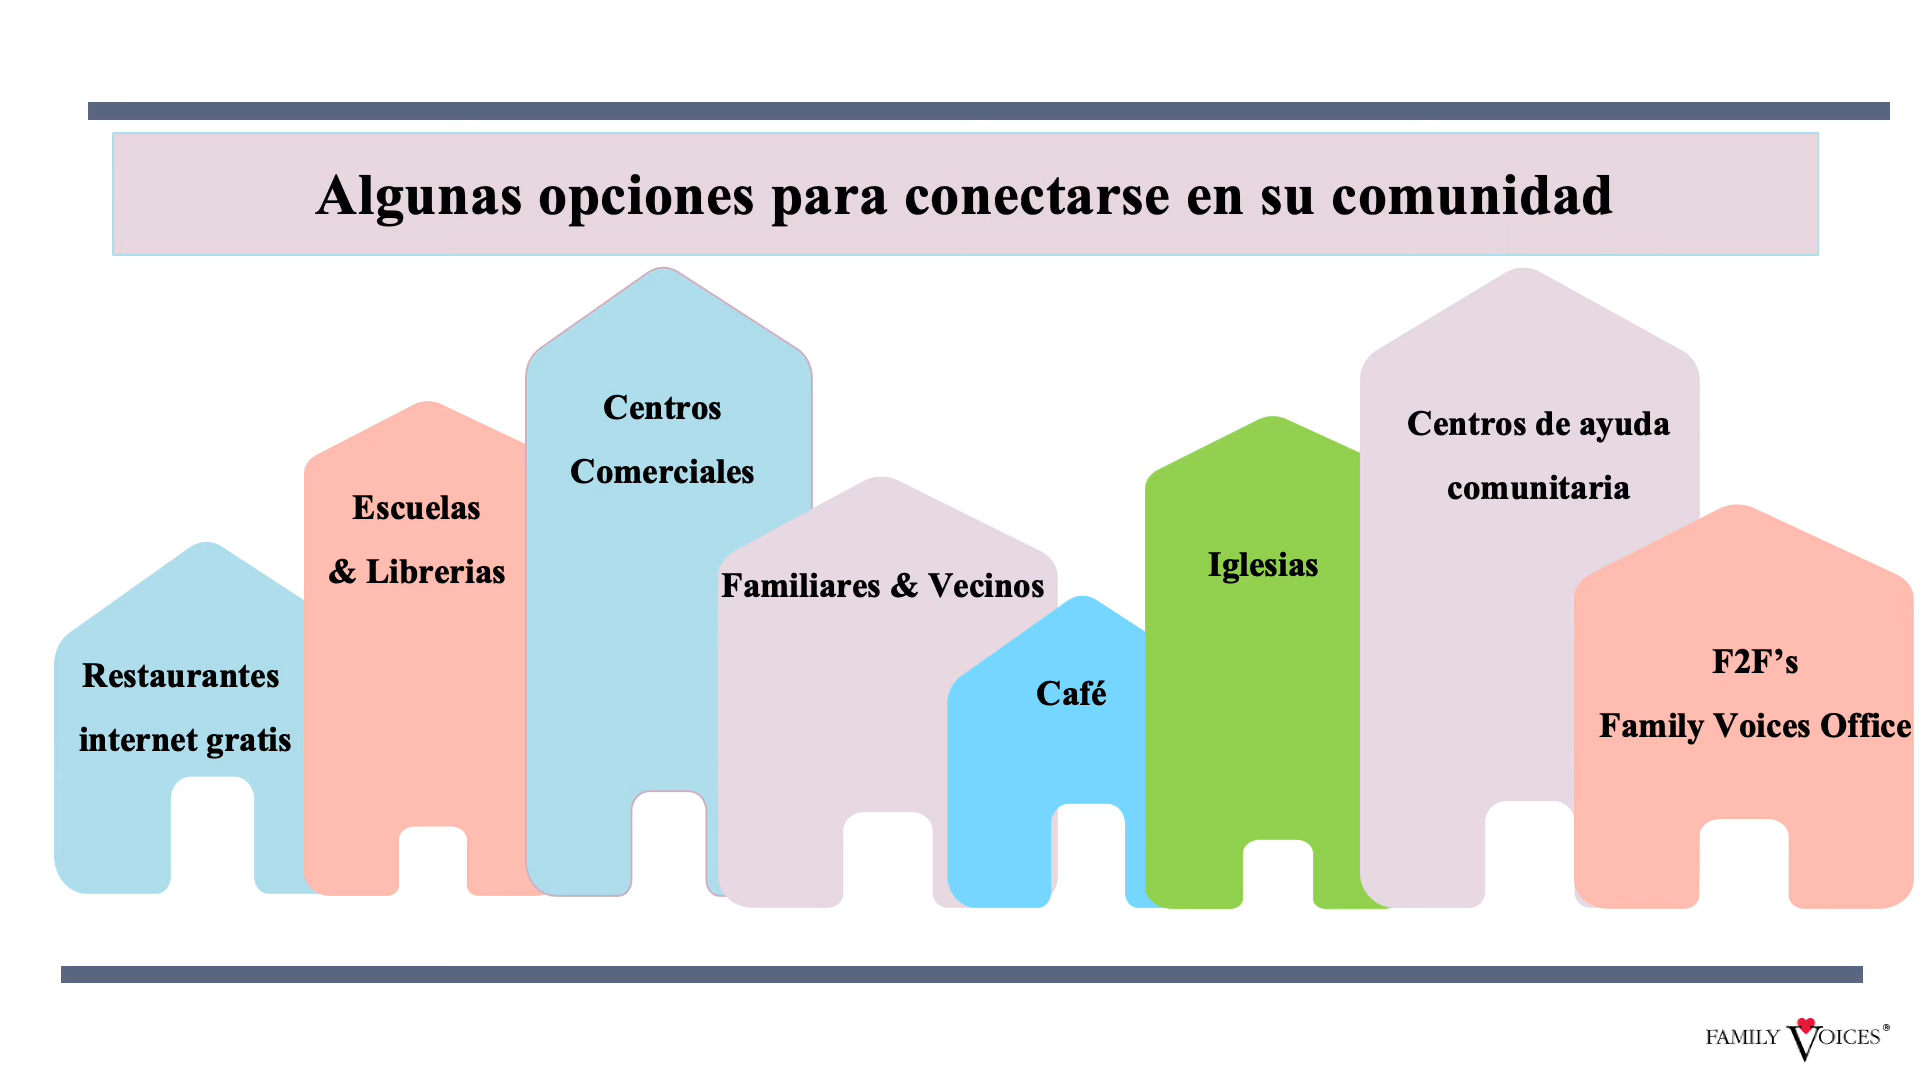 Algunas opciones para conectarse en su comunidad
Restaurantes
internet gratis
Escuelas
& Librerias
Centros
Comerciales
Familiares & Vecinos
Café
Iglesias
Centros de ayuda
comunitaria
F2F’s
Family Voices Office
FAMILY VOICES®